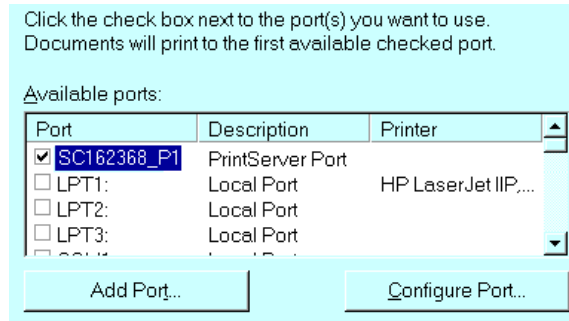 Click the check box next to the port(s) you want to use.
Documents will print to the first available checked port.
Available ports:
Port Description Printer
SC162368_P1 PrintServer Port
LPT1: Local Port HP LaserJet IIP,...
LPT2: Local Port
LPT3: Local Port
Add Port... Configure Port...